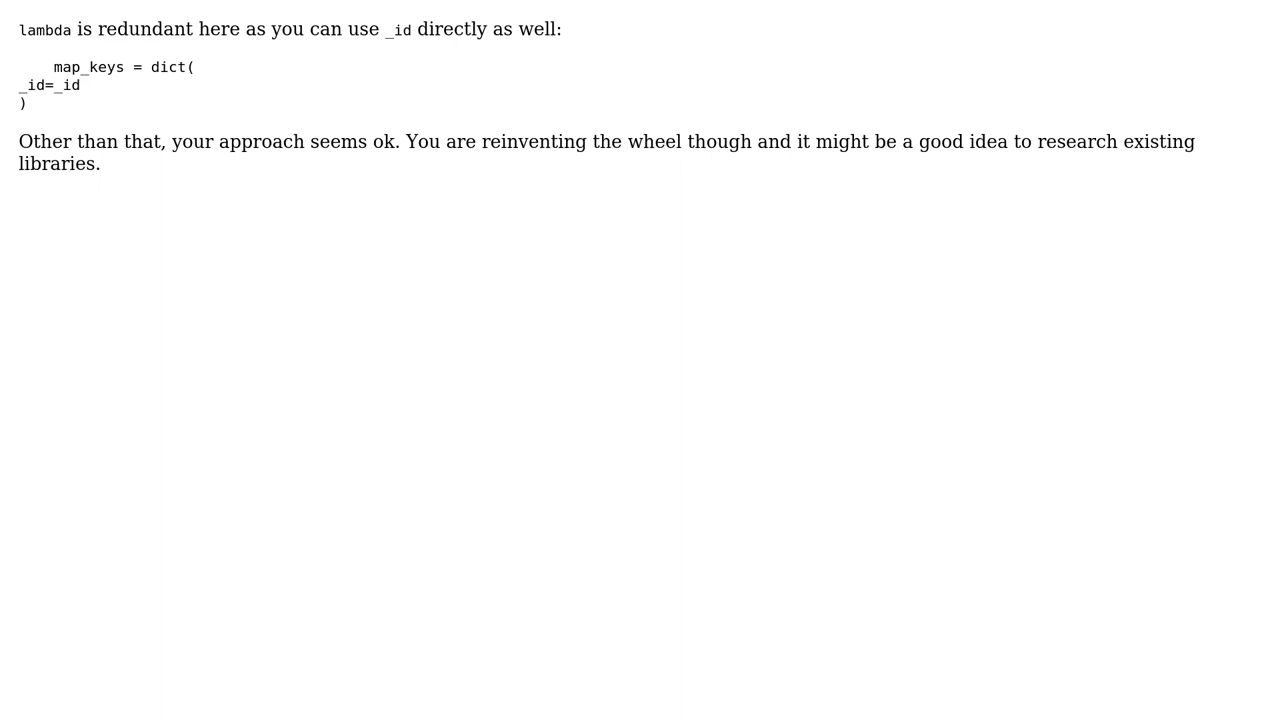 lambda is redundant here as you can use _id directly as well:
    map_keys = dict(
_id=_id
)
Other than that, your approach seems ok. You are reinventing the wheel though and it might be a good idea to research existing
libraries.